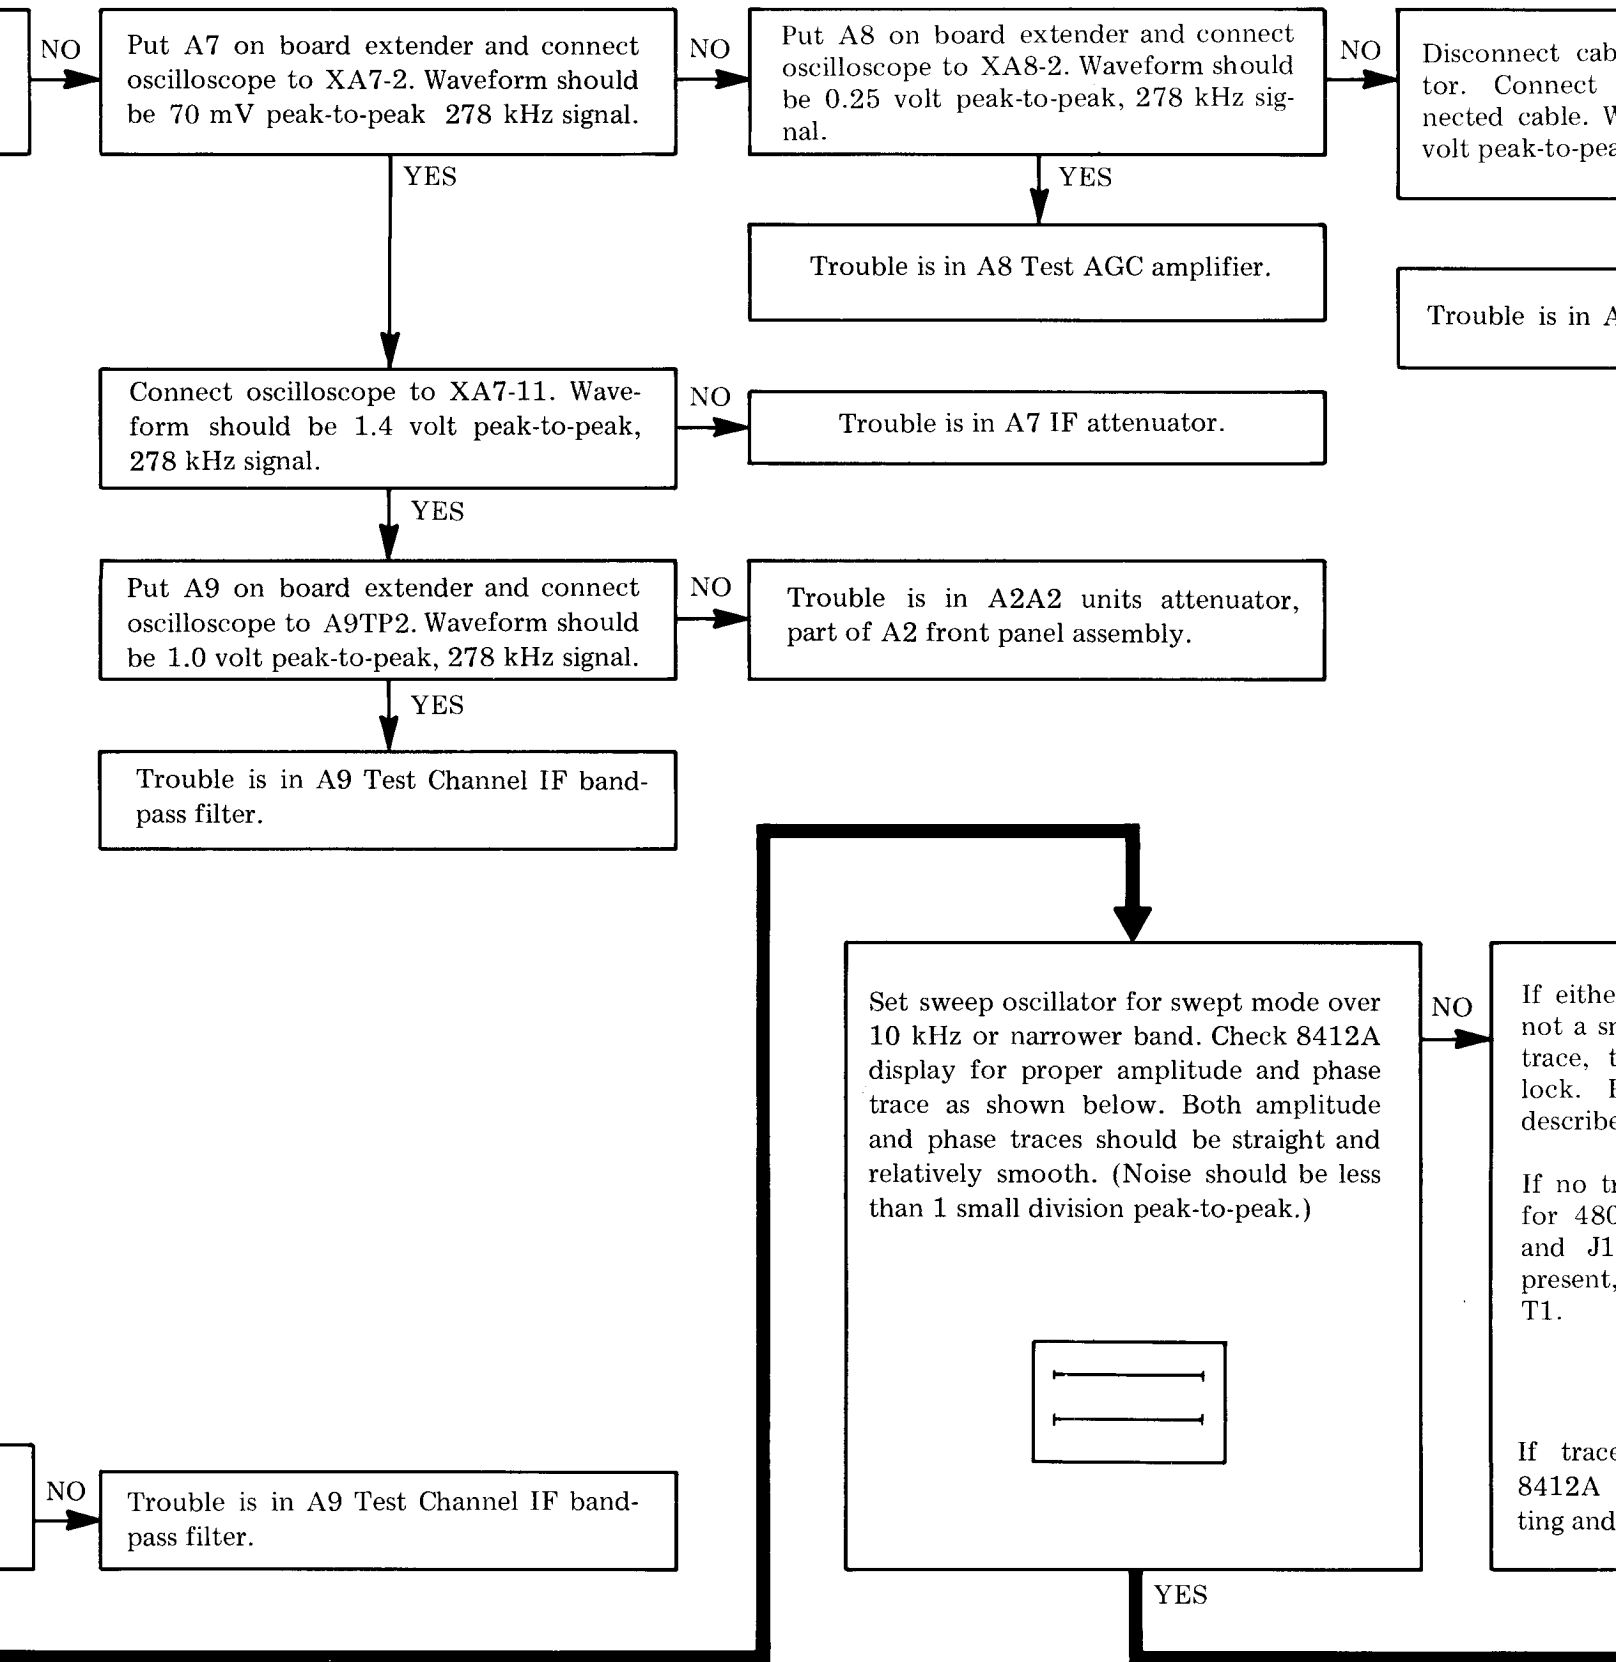 NO
Put A7 on board extender and connect
oscilloscope to XA7-2. Waveform should
be 70 mV peak-to-peak 278 kHz signal.
NO
Put A8 on board extender and connect
oscilloscope to XA8-2. Waveform should
be 0.25 volt peak-to-peak, 278 kHz sig-
nal.
NO
Disconnect
tor. Connect
nected cable.
volt
YES
YES
Trouble is in A8 Test AGC amplifier.
Trouble is in
Connect oscilloscope to XA7-11. Wave-
form should be 1.4 volt peak-to-peak,
278 kHz signal.
NO
Trouble is in A7 IF attenuator.
YES
Put A9 on board extender and connect
oscilloscope to A9TP2. Waveform should
be 1.0 volt peak-to-peak, 278 kHz signal.
NO
Trouble is in A2A2 units attenuator,
part of A2 front panel assembly.
YES
Trouble is in A9 Test Channel IF band-
pass filter.
Set sweep oscillator for swept mode over
10 kHz or narrower band. Check 8412A
display for proper amplitude and phase
trace as shown below. Both amplitude
and phase traces should be straight and
relatively smooth. (Noise should be less
than 1 small division peak-to-peak.)
NO
If
not a
trace,
lock.
If no
for
and J1
present,
T1.
If
8412A
ting and
NO
Trouble is in A9 Test Channel IF band-
pass filter.
YES